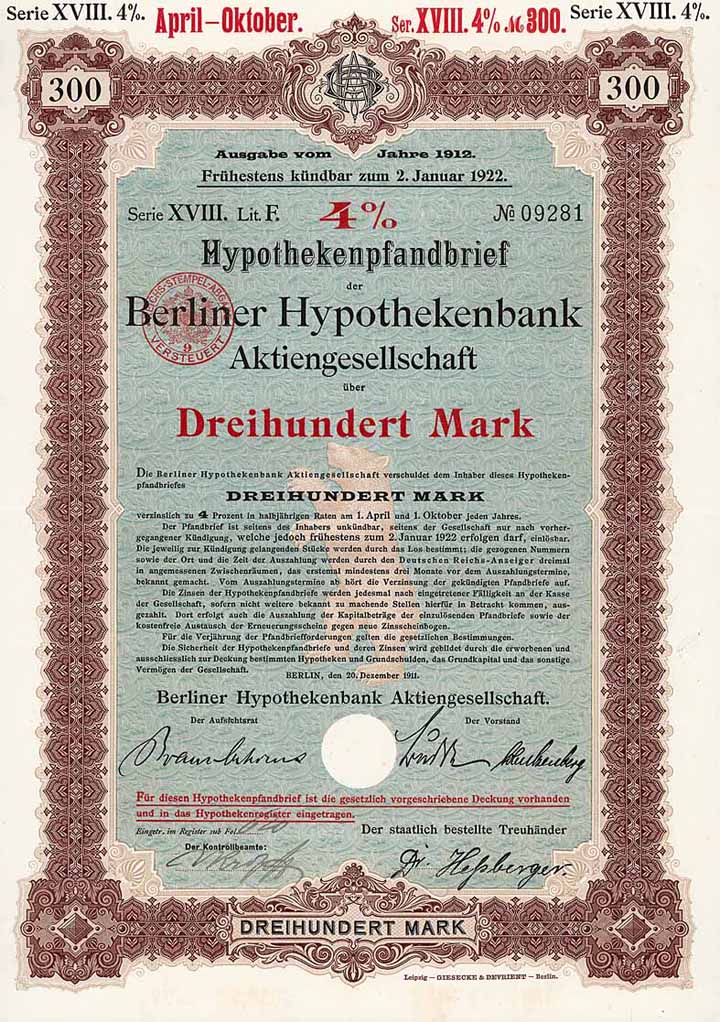 Serie XVIII. 4%.
April–Oktober.
Ser. XVIII. 4% ℳ 300.
Serie XVIII. 4%.
300
300
Ausgabe vom Jahre 1912.
Frühestens kündbar zum 2. Januar 1922.
Serie XVIII. Lit. F. 4% № 09281
Hypothekenpfandbrief
der
Berliner Hypothekenbank
Aktiengesellschaft
über
Dreihundert Mark
VERSTEUERT
9
Die Berliner Hypothekenbank Aktiengesellschaft verschuldet dem Inhaber dieses Hypotheken-
pfandbriefes
DREIHUNDERT MARK
verzinslich zu 4 Prozent in halbjährigen Raten am 1. April und 1. Oktober jeden Jahres.
Der Pfandbrief ist seitens des Inhabers unkündbar, seitens der Gesellschaft nur nach vorher-
gegangener Kündigung, welche jedoch frühestens zum 2. Januar 1922 erfolgen darf, einlösbar.
Die jeweilig zur Kündigung gelangenden Stücke werden durch das Los bestimmt; die gezogenen Nummern
sowie der Ort und die Zeit der Auszahlung werden durch den Deutschen Reichs-Anzeiger dreimal
in angemessenen Zwischenräumen, das erstemal mindestens drei Monate vor dem Auszahlungstermine,
bekannt gemacht. Vom Auszahlungstermine ab hört die Verzinsung der gekündigten Pfandbriefe auf.
Die Zinsen der Hypothekenpfandbriefe werden jedesmal nach eingetretener Fälligkeit an der Kasse
der Gesellschaft, sofern nicht weitere bekannt zu machende Stellen hierfür in Betracht kommen, aus-
gezahlt. Dort erfolgt auch die Auszahlung der Kapitalbeträge der einzulösenden Pfandbriefe sowie der
kostenfreie Austausch der Erneuerungsscheine gegen neue Zinsscheinbogen.
Für die Verjährung der Pfandbriefforderungen gelten die gesetzlichen Bestimmungen.
Die Sicherheit der Hypothekenpfandbriefe und deren Zinsen wird gebildet durch die erworbenen und
ausschliesslich zur Deckung bestimmten Hypotheken und Grundschulden, das Grundkapital und das sonstige
Vermögen der Gesellschaft.
BERLIN, den 20. Dezember 1911.
Berliner Hypothekenbank Aktiengesellschaft.
Der Aufsichtsrat
Der Vorstand
Für diesen Hypothekenpfandbrief ist die gesetzlich vorgeschriebene Deckung vorhanden
und in das Hypothekenregister eingetragen.
Eingetr. im Register sub Fol.
Der staatlich bestellte Treuhänder
Der Kontrollbeamte:
Dr. Heßberger.
DREIHUNDERT MARK
Leipzig – GIESECKE & DEVRIENT – Berlin.